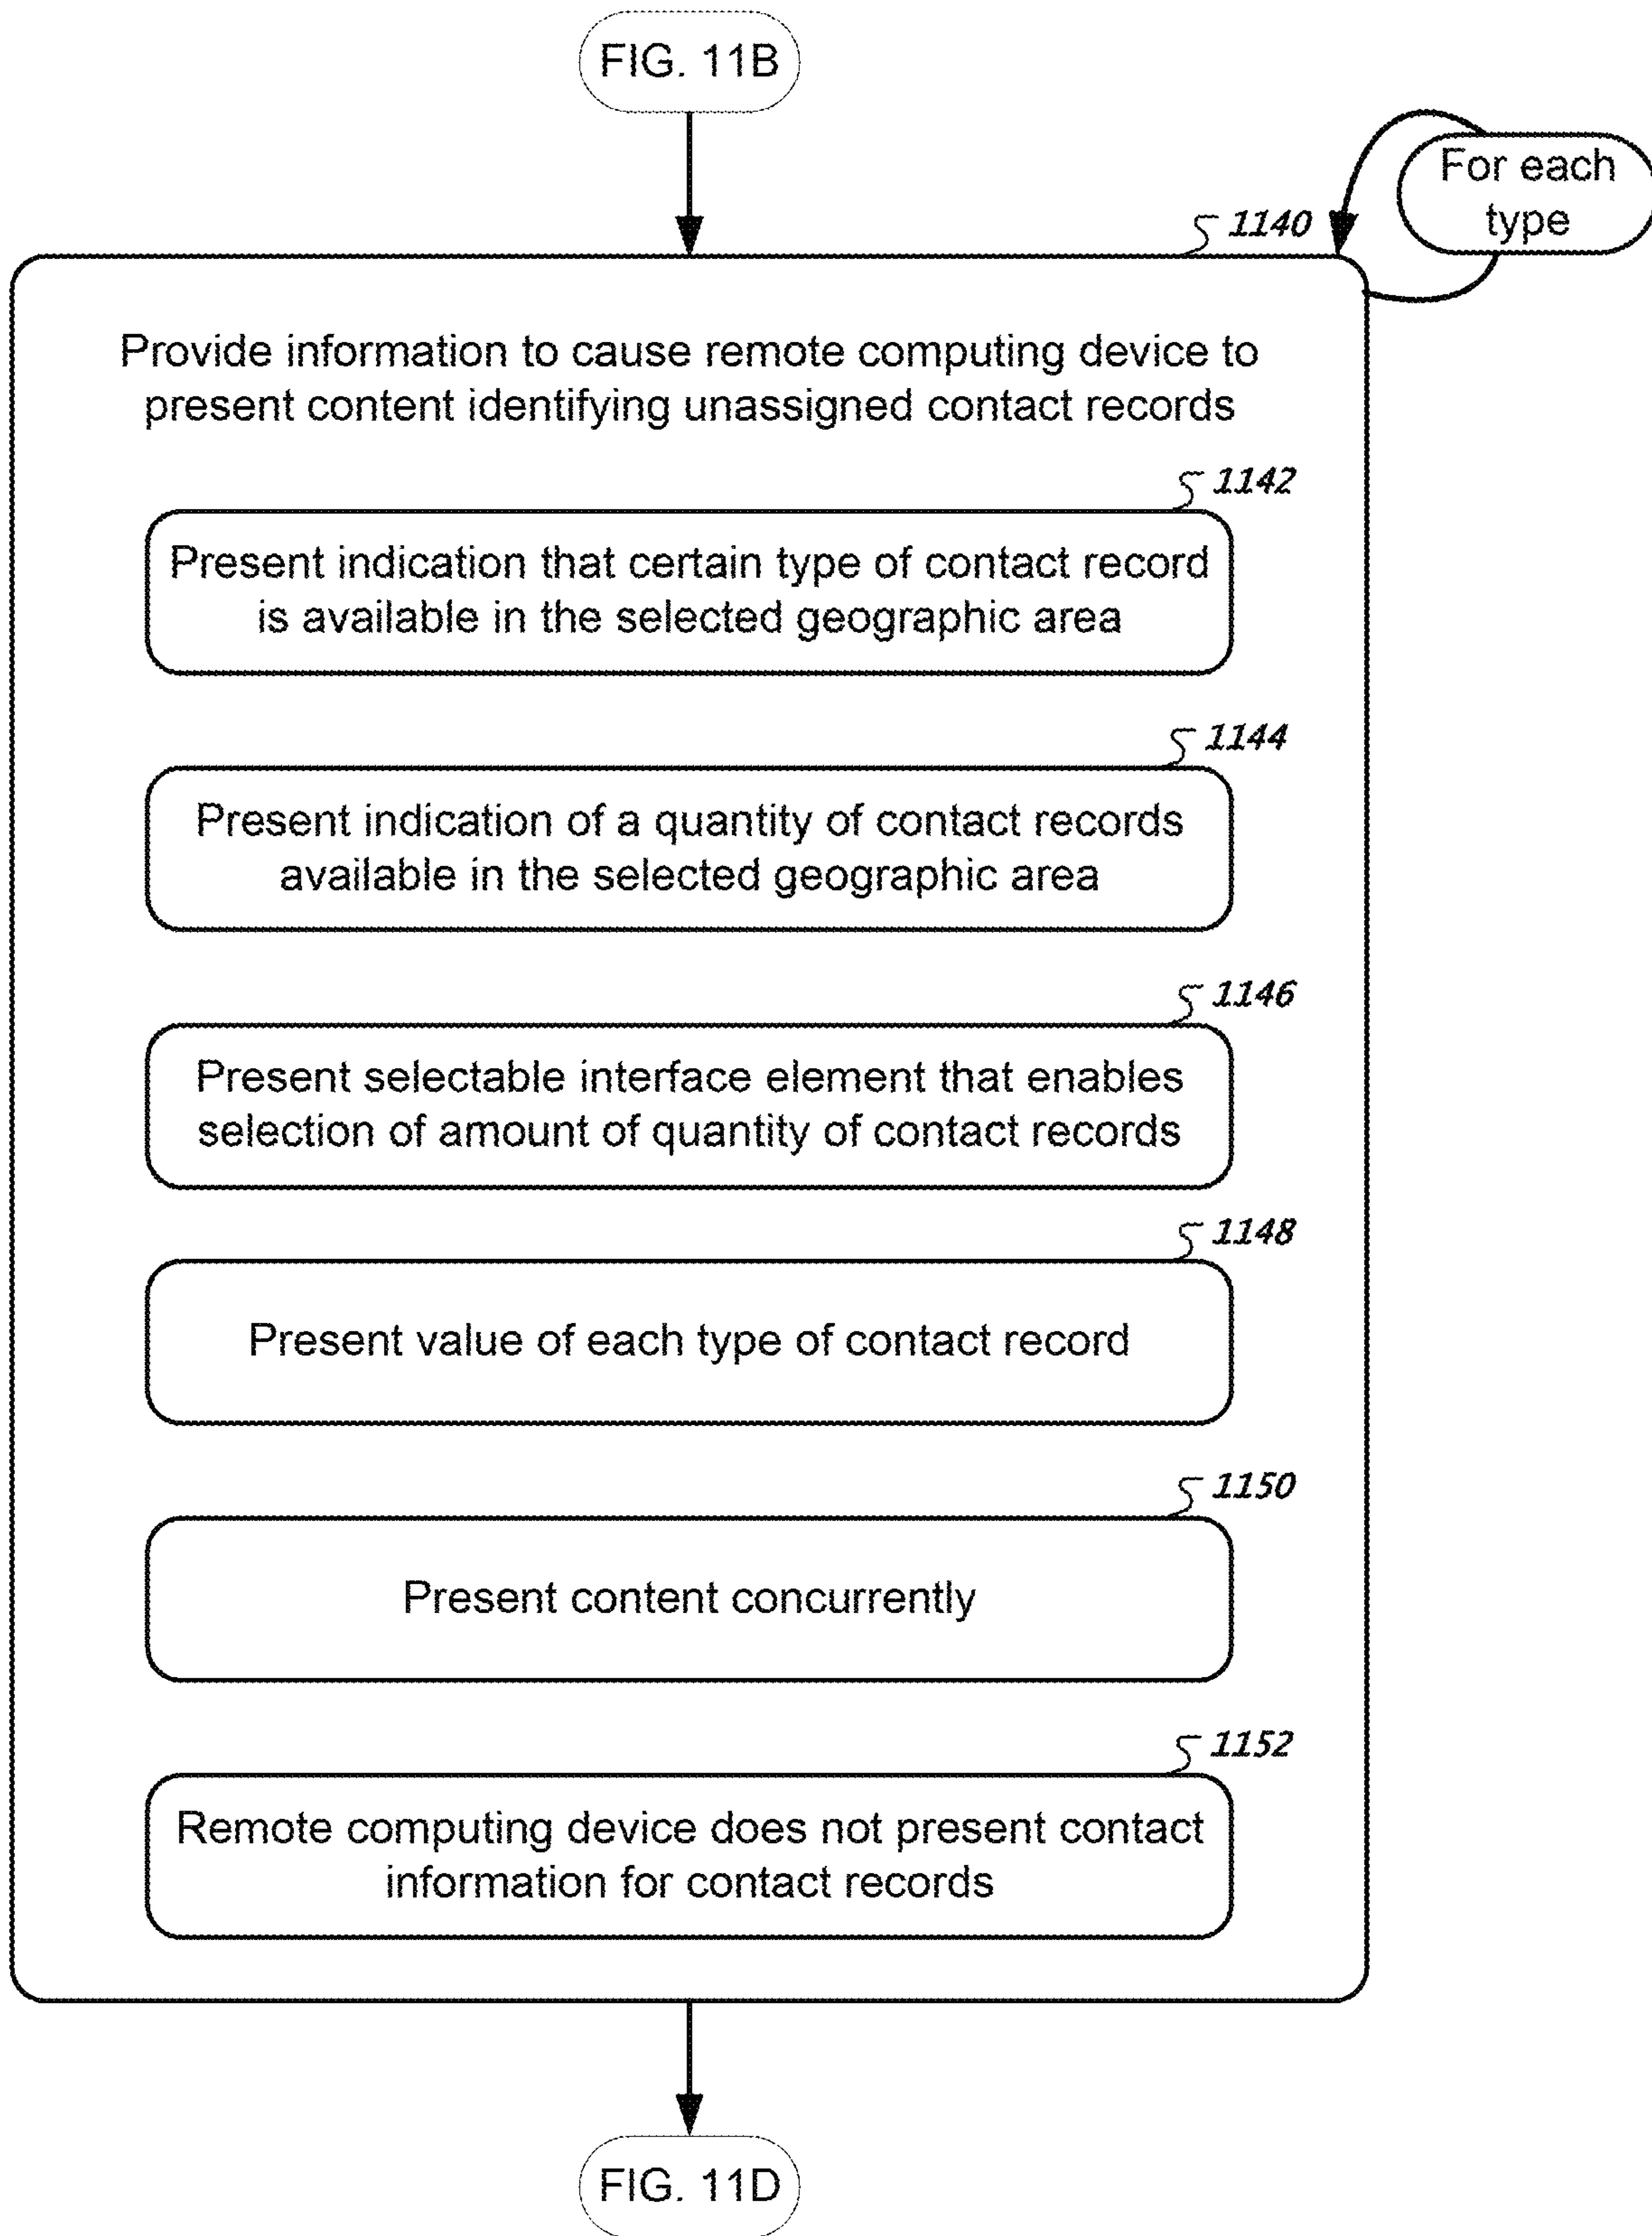 FIG. 11B
For each
type
1140
Provide information to cause remote computing device to
present content identifying unassigned contact records
1142
Present indication that certain type of contact record
is available in the selected geographic area
1144
Present indication of a quantity of contact records
available in the selected geographic area
1146
Present selectable interface element that enables
selection of amount of quantity of contact records
1148
Present value of each type of contact record
1150
Present content concurrently
1152
Remote computing device does not present contact
information for contact records
FIG. 11D